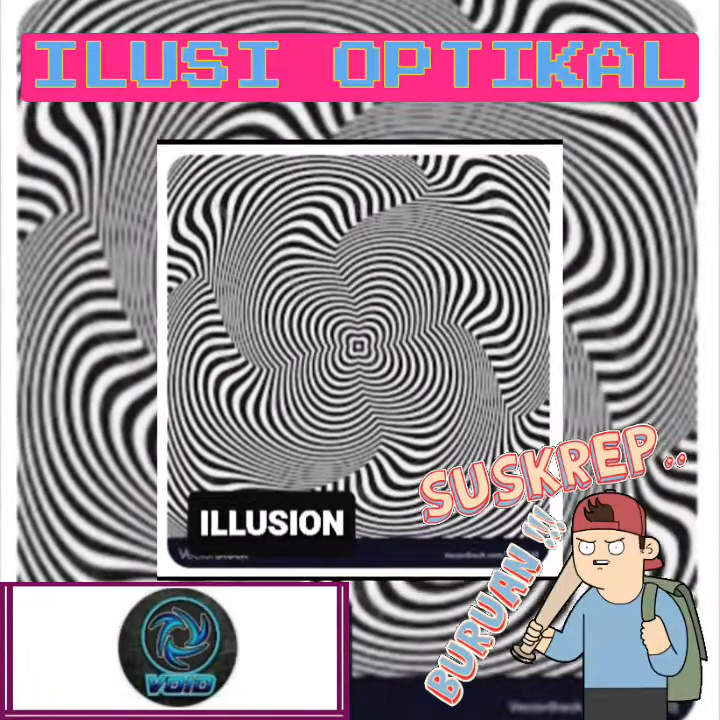 ILUSI OPTIKAL
ILLUSION
SUSKREP..
BURUAN !!!
VOID